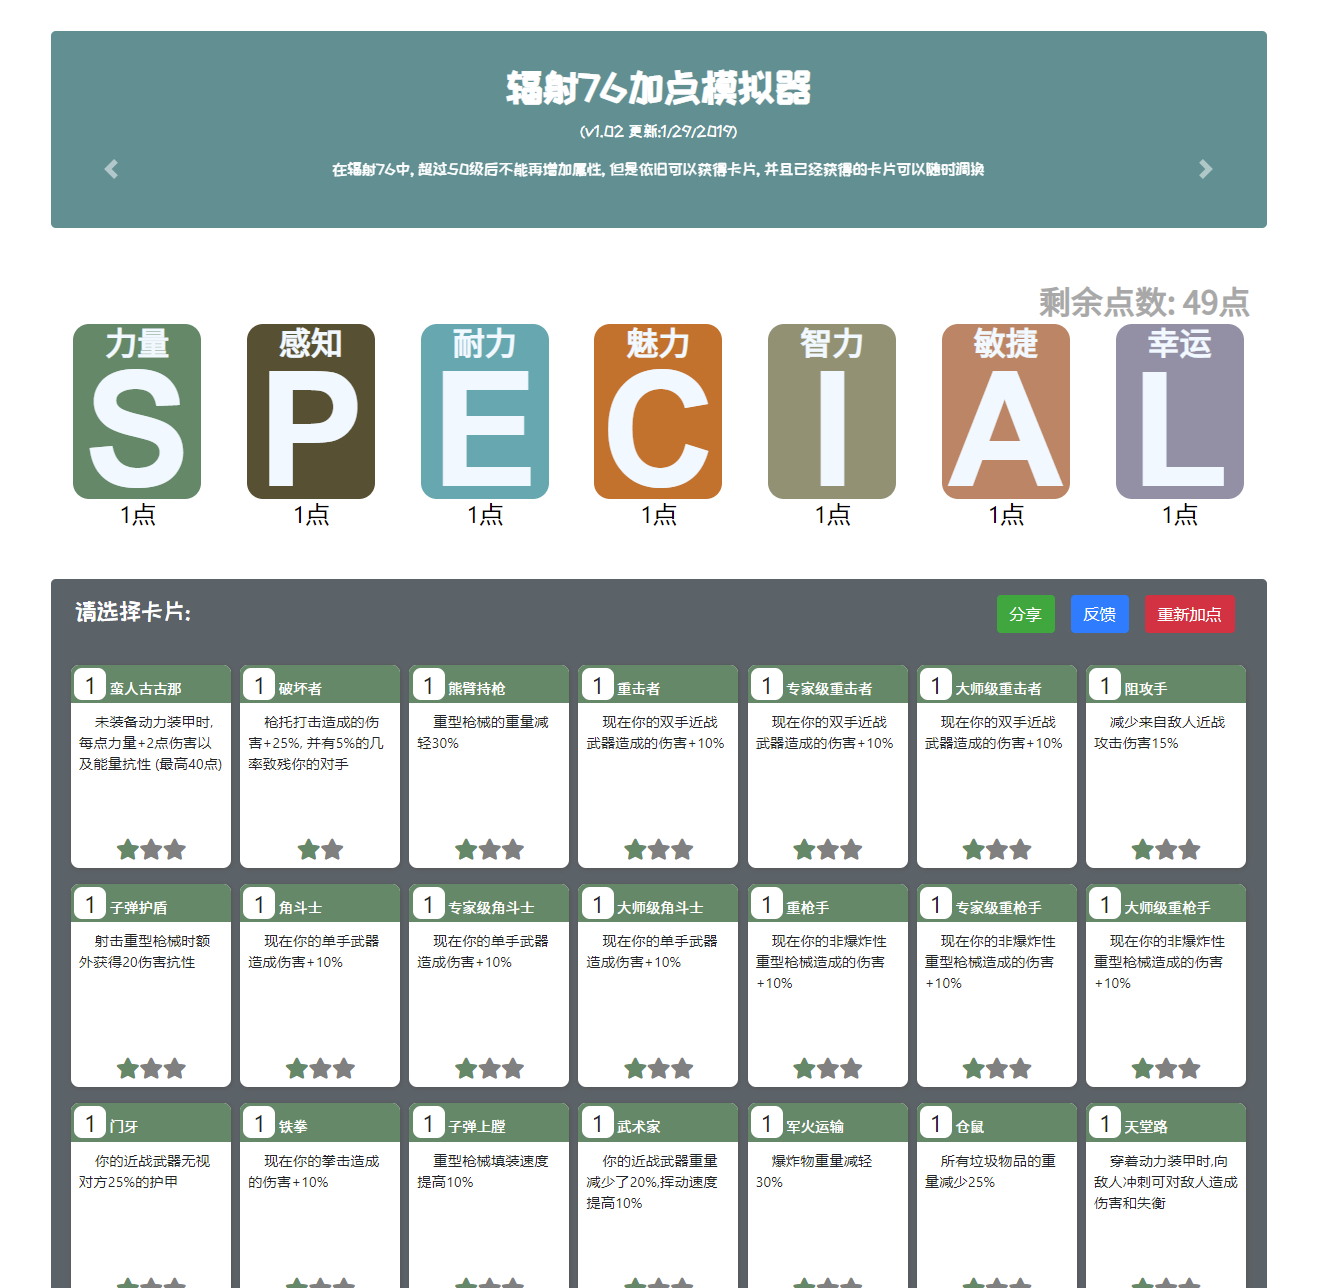 辐射76加点模拟器
(v1.02 更新:1/29/2019)
在辐射76中, 超过50级后不能再增加属性, 但是依旧可以获得卡片, 并且已经获得的卡片可以随时调换
剩余点数: 49点
力量 感知 耐力 魅力 智力 敏捷 幸运
S P E C I A L
1点 1点 1点 1点 1点 1点 1点
请选择卡片:
分享 反馈 重新加点
1 蛮人古古那
未装备动力装甲时,
每点力量+2点伤害以
及能量抗性 (最高40点)
1 破坏者
枪托打击造成的伤
害+25%, 并有5%的几
率致残你的对手
1 熊臂持枪
重型枪械的重量减
轻30%
1 重击者
现在你的双手近战
武器造成的伤害+10%
1 专家级重击者
现在你的双手近战
武器造成的伤害+10%
1 大师级重击者
现在你的双手近战
武器造成的伤害+10%
1 阻攻手
减少来自敌人近战
攻击伤害15%
1 子弹护盾
射击重型枪械时额
外获得20伤害抗性
1 角斗士
现在你的单手武器
造成伤害+10%
1 专家级角斗士
现在你的单手武器
造成伤害+10%
1 大师级角斗士
现在你的单手武器
造成伤害+10%
1 重枪手
现在你的非爆炸性
重型枪械造成的伤害
+10%
1 专家级重枪手
现在你的非爆炸性
重型枪械造成的伤害
+10%
1 大师级重枪手
现在你的非爆炸性
重型枪械造成的伤害
+10%
1 门牙
你的近战武器无视
对方25%的护甲
1 铁拳
现在你的拳击造成
的伤害+10%
1 子弹上膛
重型枪械填装速度
提高10%
1 武术家
你的近战武器重量
减少了20%,挥动速度
提高10%
1 军火运输
爆炸物重量减轻
30%
1 仓鼠
所有垃圾物品的重
量减少25%
1 天堂路
穿着动力装甲时,向
敌人冲刺可对敌人造成
伤害和失衡